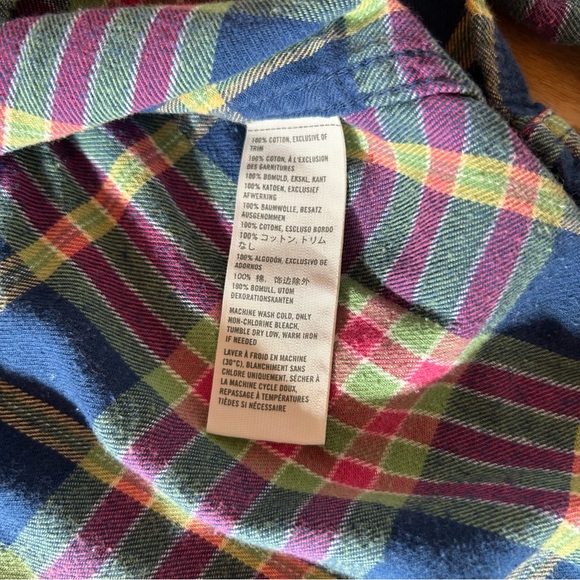 100% COTTON, EXCLUSIVE OF
TRIM
100% COTON, À L'EXCLUSION
DES GARNITURES
100% BOMULD, EKSKL. KANT
100% KATOEN, EXCLUSIEF
AFWERKING
100% BAUMWOLLE, BESATZ
AUSGENOMMEN
100% COTONE, ESCLUSO BORDO
100% コットン, トリム
なし
100% ALGODÓN, EXCLUSIVO DE
ADORNOS
100% 棉, 饰边除外
100% BOMULL, UTOM
DEKORATIONSKANTEN
MACHINE WASH COLD, ONLY
NON-CHLORINE BLEACH,
TUMBLE DRY LOW, WARM IRON
IF NEEDED
LAVER À FROID EN MACHINE
(30°C), BLANCHIMENT SANS
CHLORE UNIQUEMENT, SÉCHER À
LA MACHINE CYCLE DOUX,
REPASSAGE À TEMPÉRATURES
TIÈDES SI NÉCESSAIRE